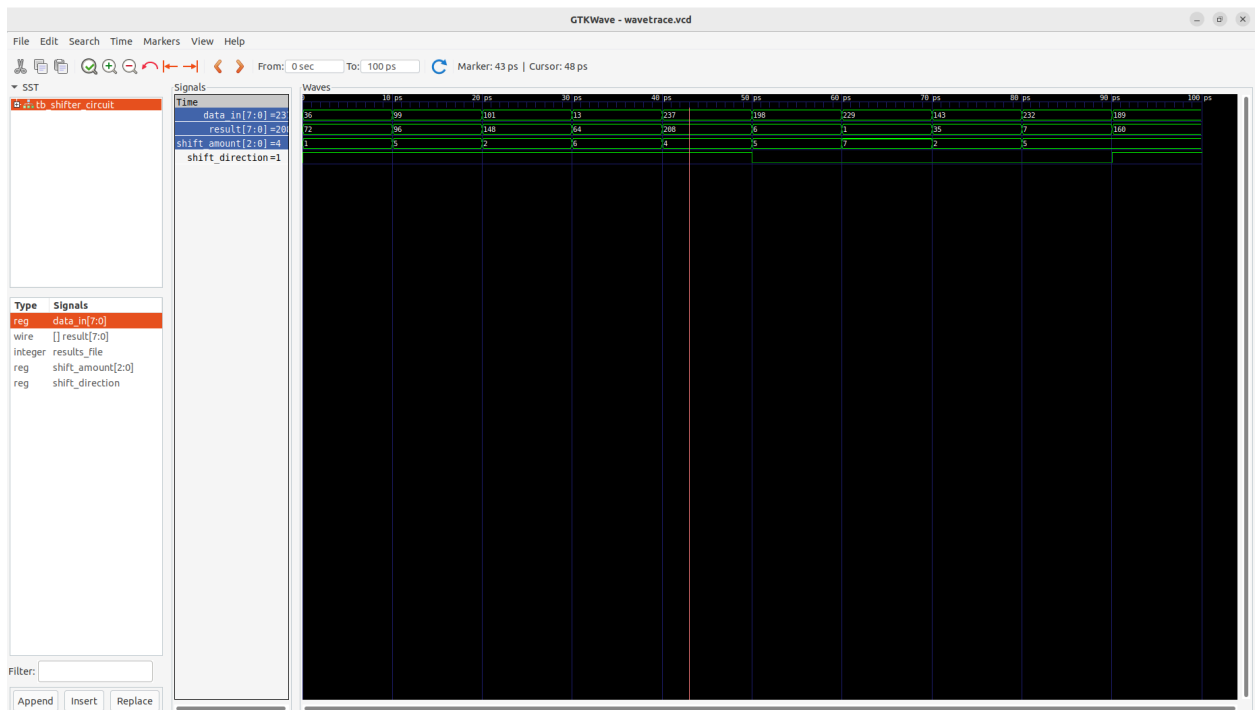 GTKWave - wavetrace.vcd
File Edit Search Time Markers View Help
From: 0 sec To: 100 ps Marker: 43 ps | Cursor: 48 ps
SST
tb_shifter_circuit
Type Signals
reg data_in[7:0]
wire [] result[7:0]
integer results_file
reg shift_amount[2:0]
reg shift_direction
Filter:
Append Insert Replace
Signals
Time
data_in[7:0] =23
result[7:0] =20
shift_amount[2:0] =4
shift_direction =1
Waves
0 10 ps 20 ps 30 ps 40 ps 50 ps 60 ps 70 ps 80 ps 90 ps 100 ps
36 99 101 13 237 198 229 143 232 189
72 96 148 64 208 6 1 35 7 160
1 5 2 6 4 5 7 2 5